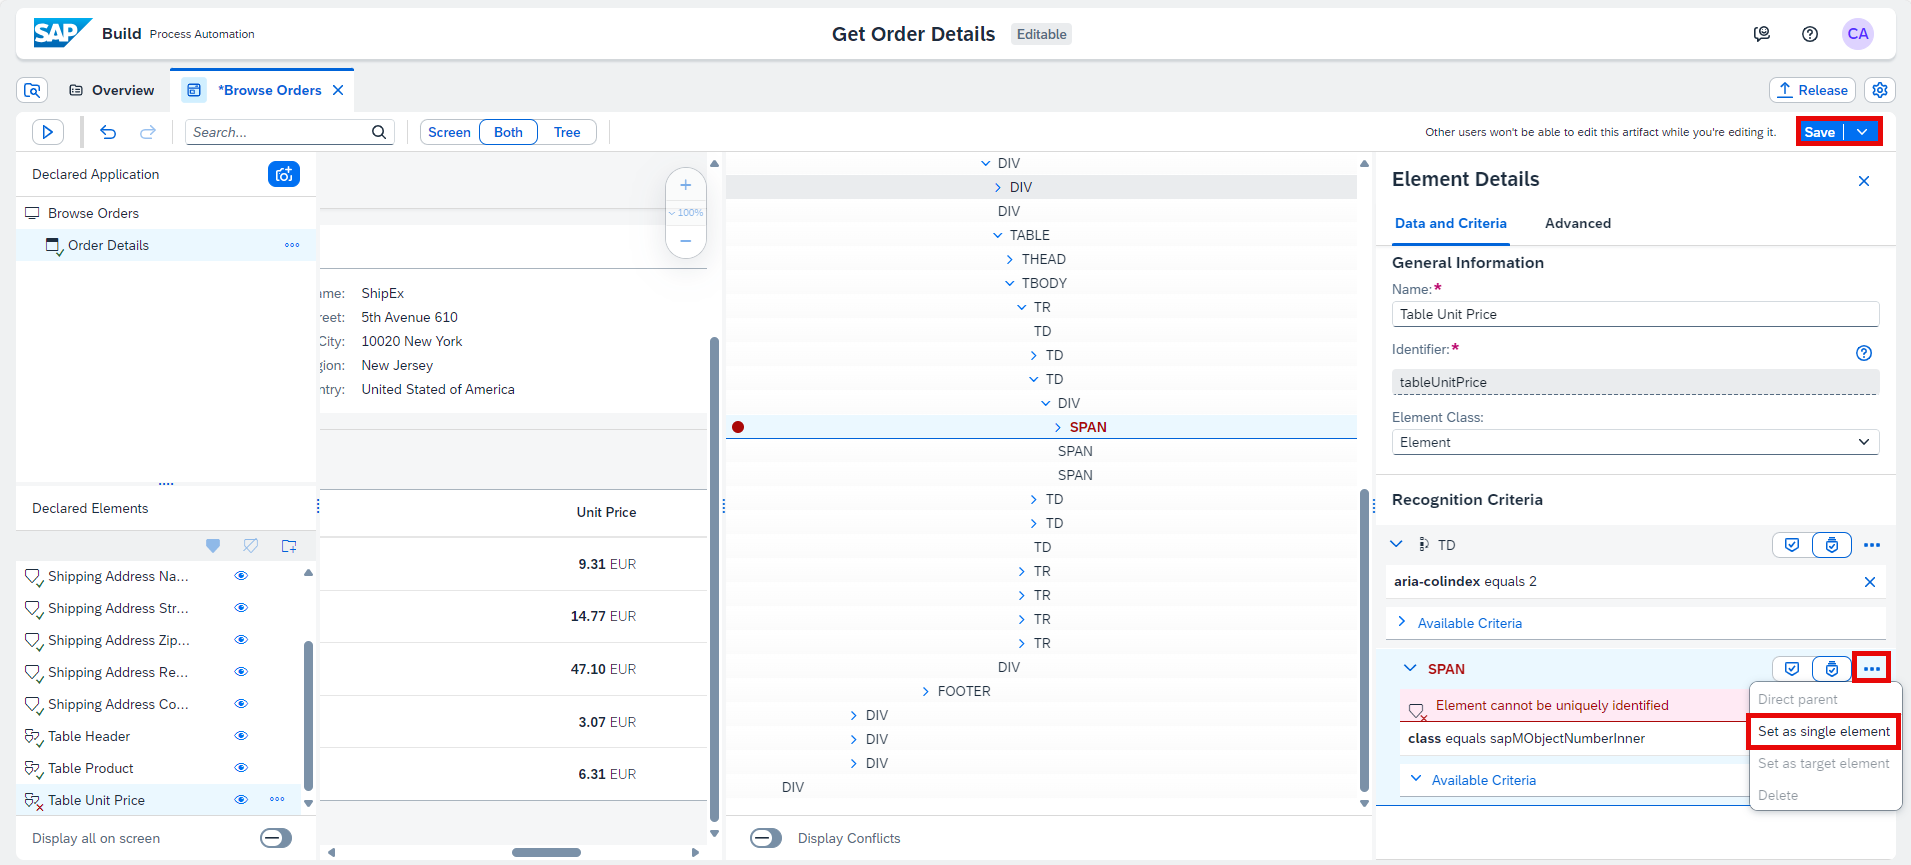 SAP Build Process Automation
Get Order Details Editable
CA
Overview
*Browse Orders
Release
Search...
Screen Both Tree
Other users won't be able to edit this artifact while you're editing it.
Save
Declared Application
Browse Orders
Order Details
Declared Elements
Shipping Address Na...
Shipping Address Str...
Shipping Address Zip...
Shipping Address Re...
Shipping Address Co...
Table Header
Table Product
Table Unit Price
Display all on screen
100%
me: ShipEx
eet: 5th Avenue 610
City: 10020 New York
gion: New Jersey
ntry: United Stated of America
Unit Price
9.31 EUR
14.77 EUR
47.10 EUR
3.07 EUR
6.31 EUR
DIV
DIV
DIV
TABLE
THEAD
TBODY
TR
TD
TD
TD
DIV
SPAN
SPAN
SPAN
TD
TD
TD
TR
TR
TR
TR
DIV
FOOTER
DIV
DIV
DIV
DIV
Display Conflicts
Element Details
Data and Criteria Advanced
General Information
Name:*
Table Unit Price
Identifier:*
tableUnitPrice
Element Class:
Element
Recognition Criteria
TD
aria-colindex equals 2
Available Criteria
SPAN
Element cannot be uniquely identified
class equals sapMObjectNumberInner
Available Criteria
Direct parent
Set as single element
Set as target element
Delete